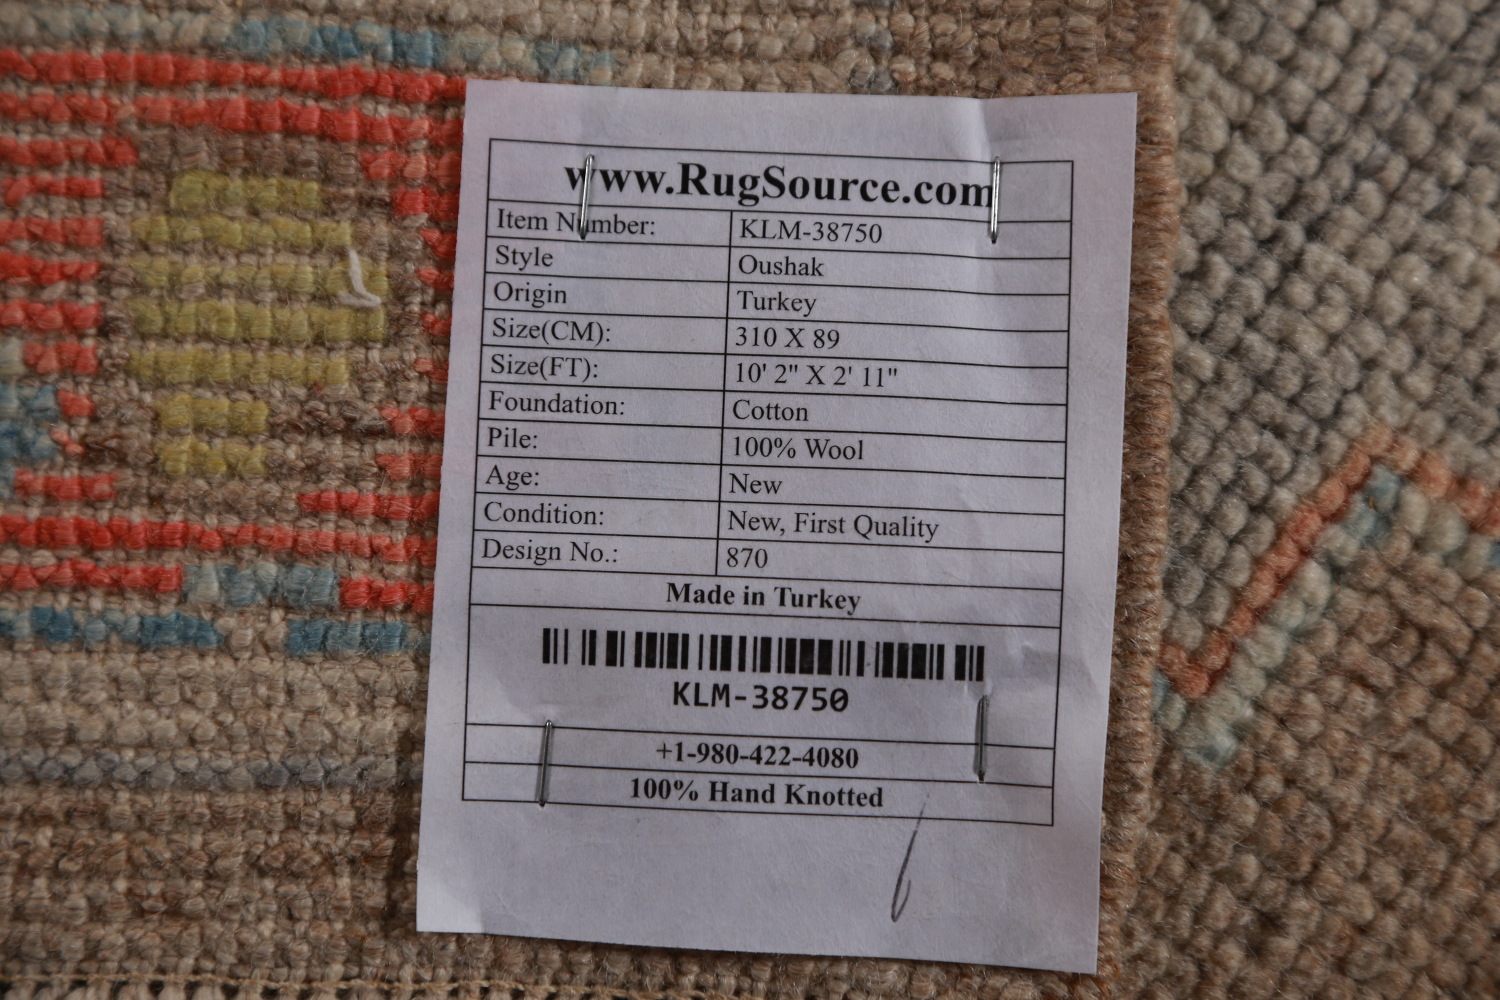 www.RugSource.com
Item Number: KLM-38750
Style Oushak
Origin Turkey
Size(CM): 310 X 89
Size(FT): 10' 2" X 2' 11"
Foundation: Cotton
Pile: 100% Wool
Age: New
Condition: New, First Quality
Design No.: 870
Made in Turkey
KLM-38750
+1-980-422-4080
100% Hand Knotted